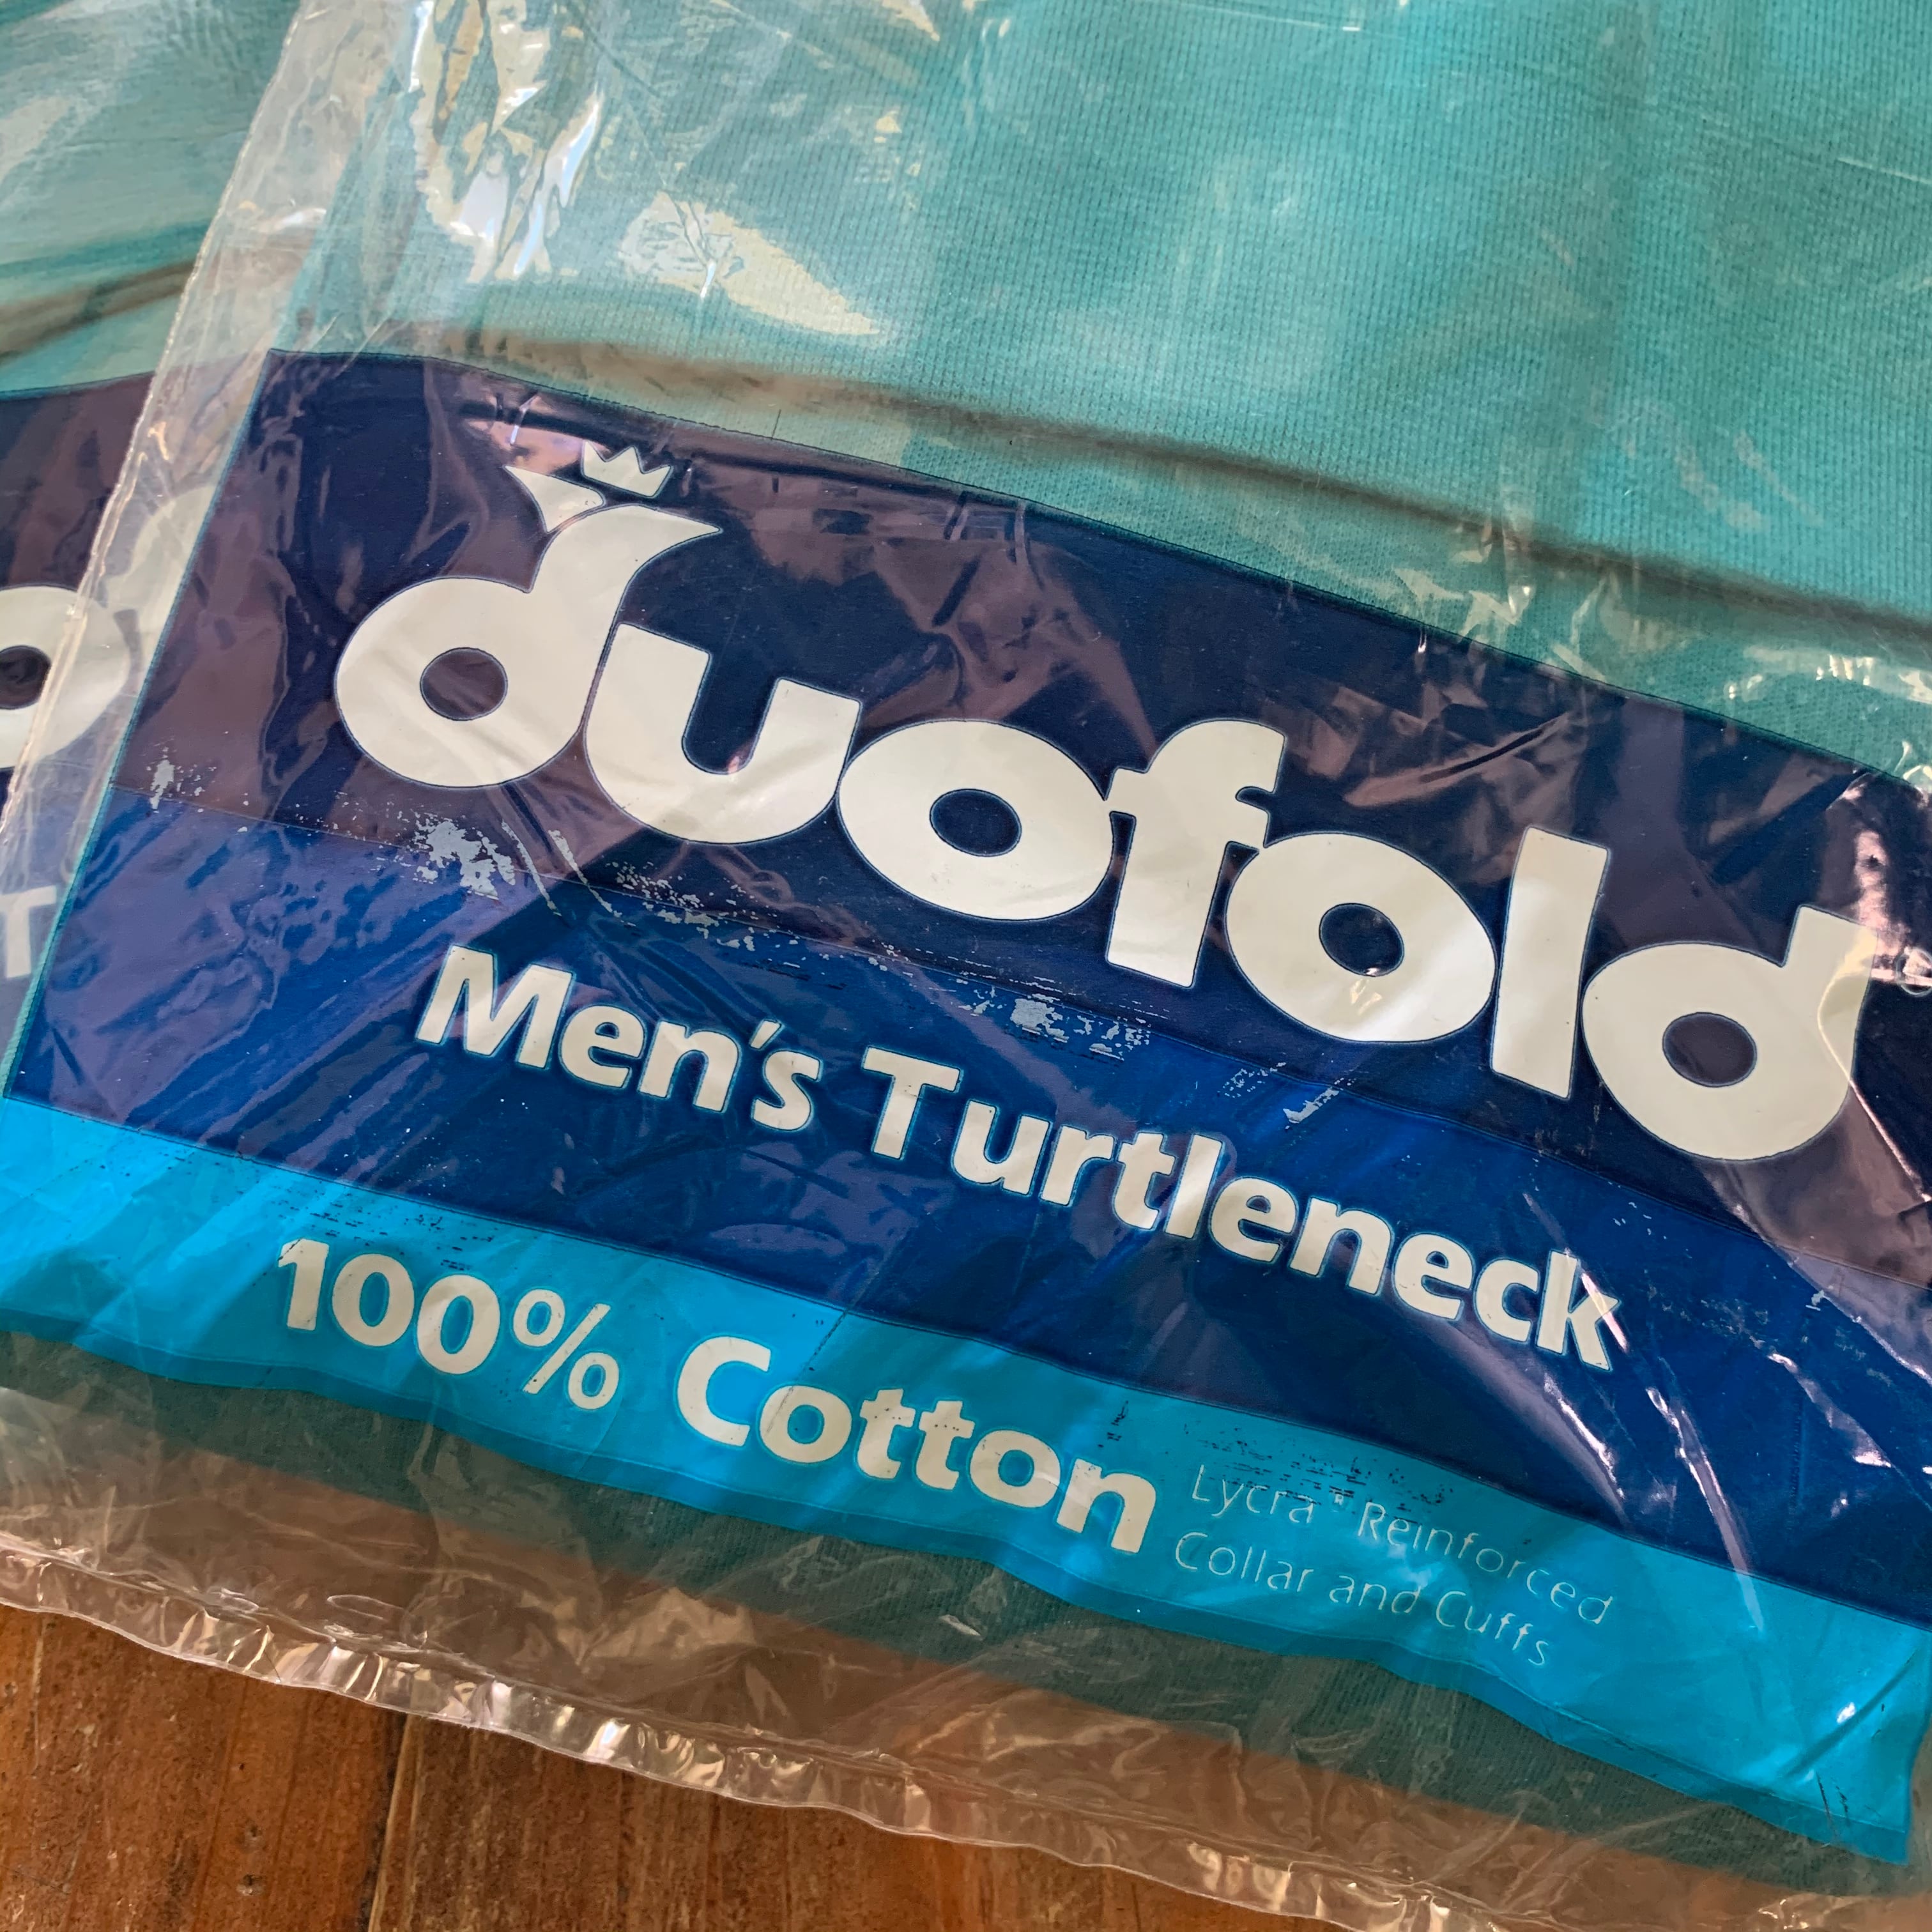 duofold
Men's Turtleneck
100% Cotton
Lycra® Reinforced
Collar and Cuffs
T